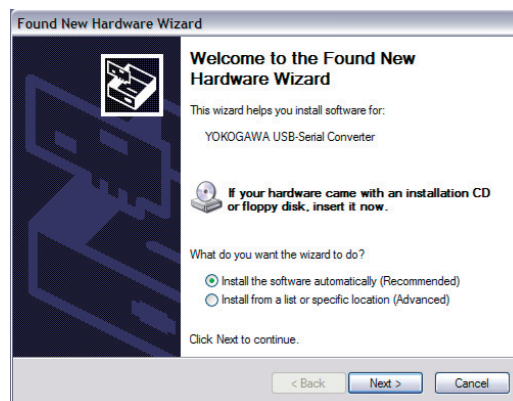 Found New Hardware Wizard
Welcome to the Found New
Hardware Wizard
This wizard helps you install software for:
YOKOGAWA USB-Serial Converter
If your hardware came with an installation CD
or floppy disk, insert it now.
What do you want the wizard to do?
Install the software automatically (Recommended)
Install from a list or specific location (Advanced)
Click Next to continue.
< Back Next > Cancel